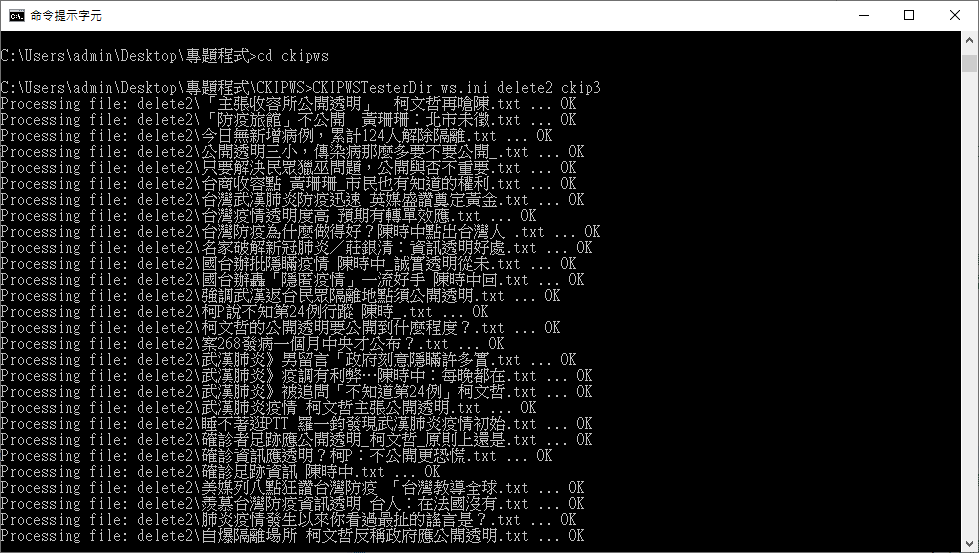 命令提示字元
C:\Users\admin\Desktop\專題程式>cd ckipws
C:\Users\admin\Desktop\專題程式\CKIPWS>CKIPWSTesterDir ws.ini delete2 ckip3
Processing file: delete2\「主張收容所公開透明」  柯文哲再嗆陳.txt ... OK
Processing file: delete2\「防疫旅館」不公開  黃珊珊：北市未徵.txt ... OK
Processing file: delete2\今日無新增病例，累計124人解除隔離.txt ... OK
Processing file: delete2\公開透明三小，傳染病那麼多要不要公開_.txt ... OK
Processing file: delete2\只要解決民眾獵巫問題，公開與否不重要.txt ... OK
Processing file: delete2\台商收容點 黃珊珊_市民也有知道的權利.txt ... OK
Processing file: delete2\台灣武漢肺炎防疫迅速 英媒盛讚奠定黃金.txt ... OK
Processing file: delete2\台灣疫情透明度高 預期有轉單效應.txt ... OK
Processing file: delete2\台灣防疫為什麼做得好？陳時中點出台灣人 .txt ... OK
Processing file: delete2\名家破解新冠肺炎／莊銀清：資訊透明好處.txt ... OK
Processing file: delete2\國台辦批隱瞞疫情 陳時中_誠實透明從未.txt ... OK
Processing file: delete2\國台辦轟「隱匿疫情」一流好手 陳時中回.txt ... OK
Processing file: delete2\強調武漢返台民眾隔離地點須公開透明.txt ... OK
Processing file: delete2\柯P說不知第24例行蹤 陳時_.txt ... OK
Processing file: delete2\柯文哲的公開透明要公開到什麼程度？.txt ... OK
Processing file: delete2\案268發病一個月中央才公布？.txt ... OK
Processing file: delete2\武漢肺炎》男留言「政府刻意隱瞞許多實.txt ... OK
Processing file: delete2\武漢肺炎》疫調有利弊…陳時中：每晚都在.txt ... OK
Processing file: delete2\武漢肺炎》被追問「不知道第24例」柯文哲.txt ... OK
Processing file: delete2\武漢肺炎疫情 柯文哲主張公開透明.txt ... OK
Processing file: delete2\睡不著逛PTT 羅一鈞發現武漢肺炎疫情初始.txt ... OK
Processing file: delete2\確診者足跡應公開透明_柯文哲_原則上還是.txt ... OK
Processing file: delete2\確診資訊應透明？柯P：不公開更恐慌.txt ... OK
Processing file: delete2\確診足跡資訊 陳時中.txt ... OK
Processing file: delete2\美媒列八點狂讚台灣防疫 「台灣教導全球.txt ... OK
Processing file: delete2\羨慕台灣防疫資訊透明 台人：在法國沒有.txt ... OK
Processing file: delete2\肺炎疫情發生以來你看過最扯的謠言是？.txt ... OK
Processing file: delete2\自爆隔離場所 柯文哲反稱政府應公開透明.txt ... OK